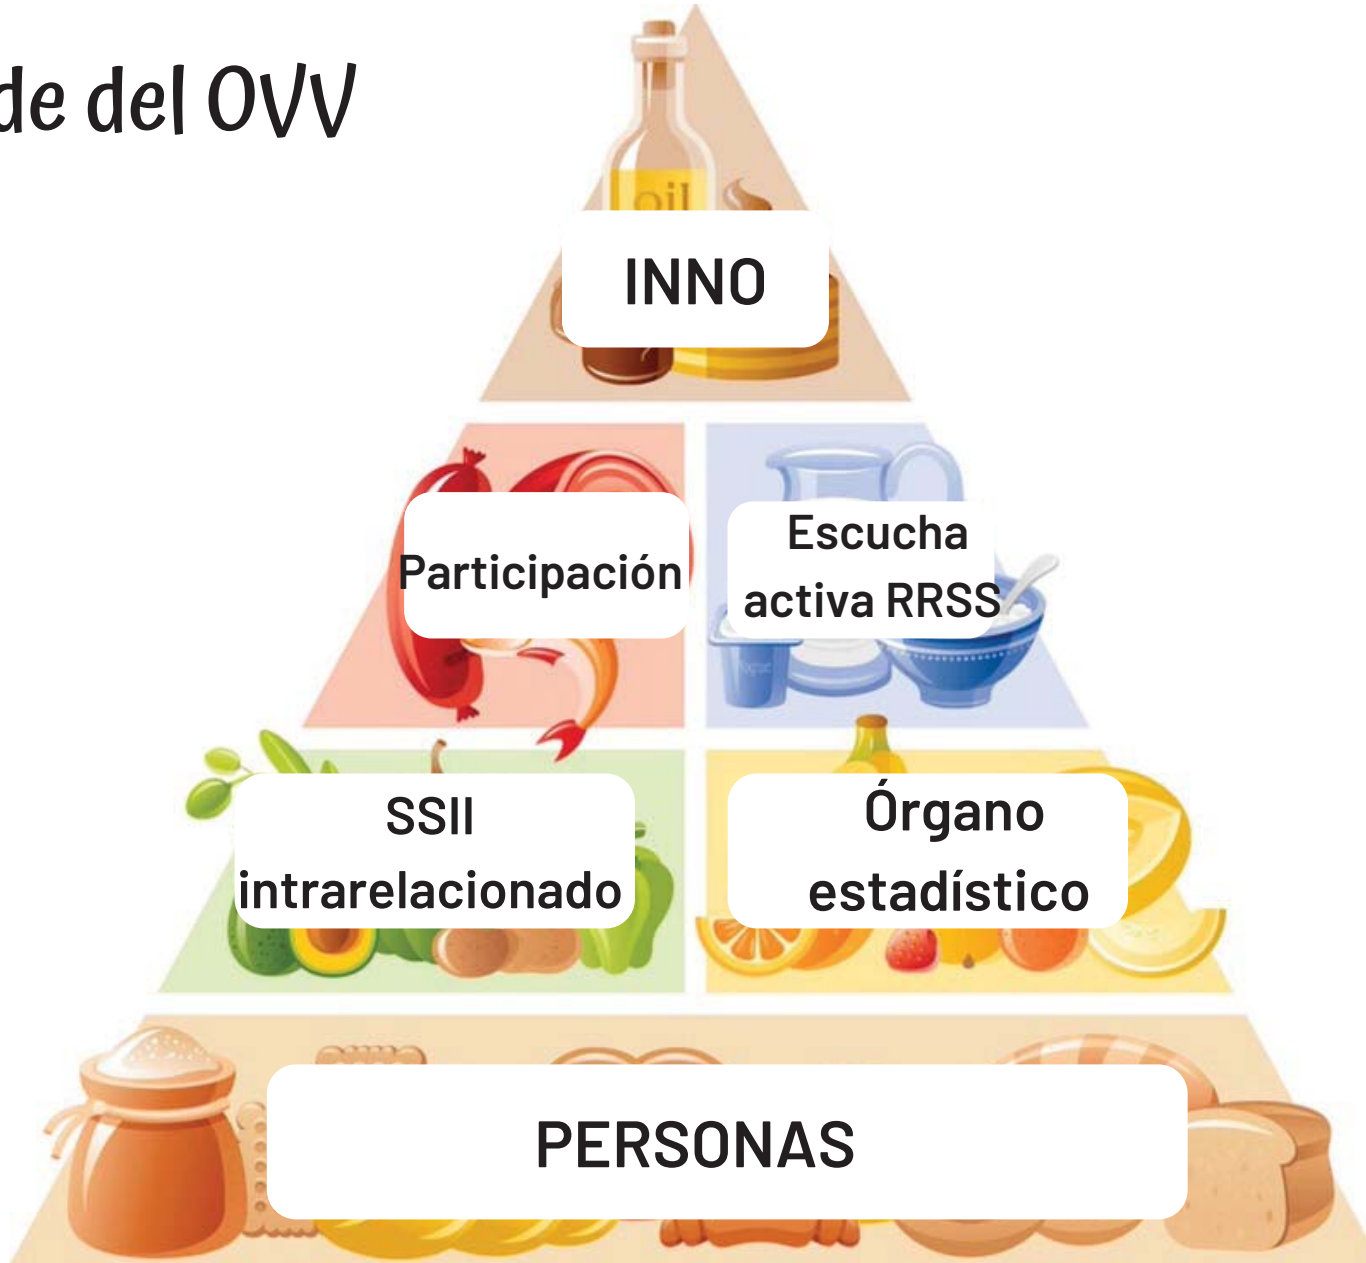 de del OVV
oil
INNO
Participación
Escucha
activa RRSS
SSII
intrarelacionado
Órgano
estadístico
PERSONAS